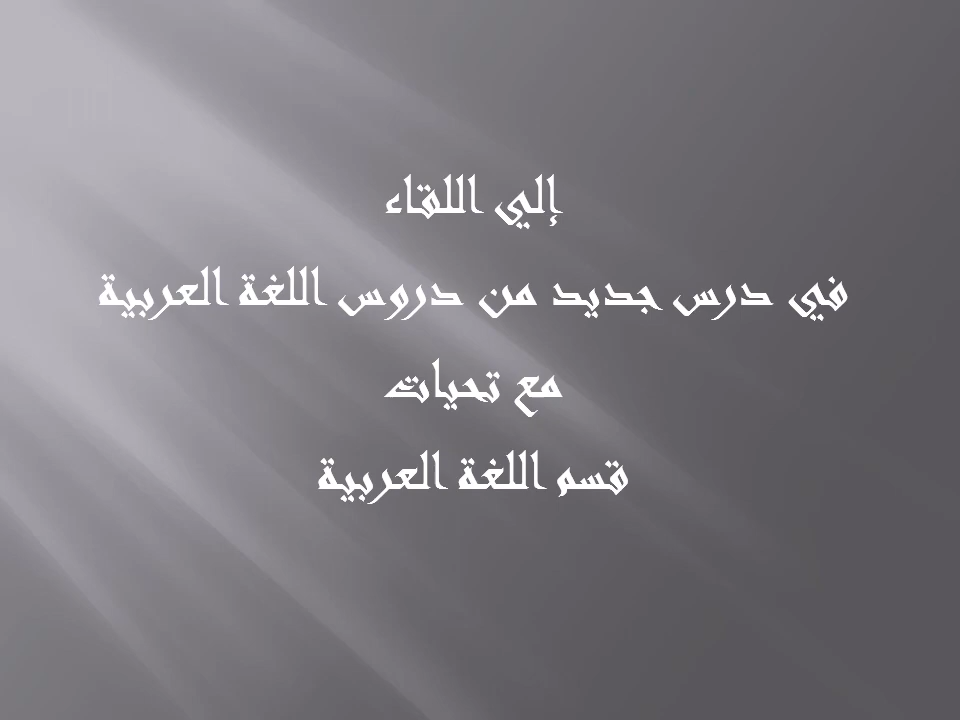 إلي اللقاء
في درس جديد من دروس اللغة العربية
مع تحيات
قسم اللغة العربية